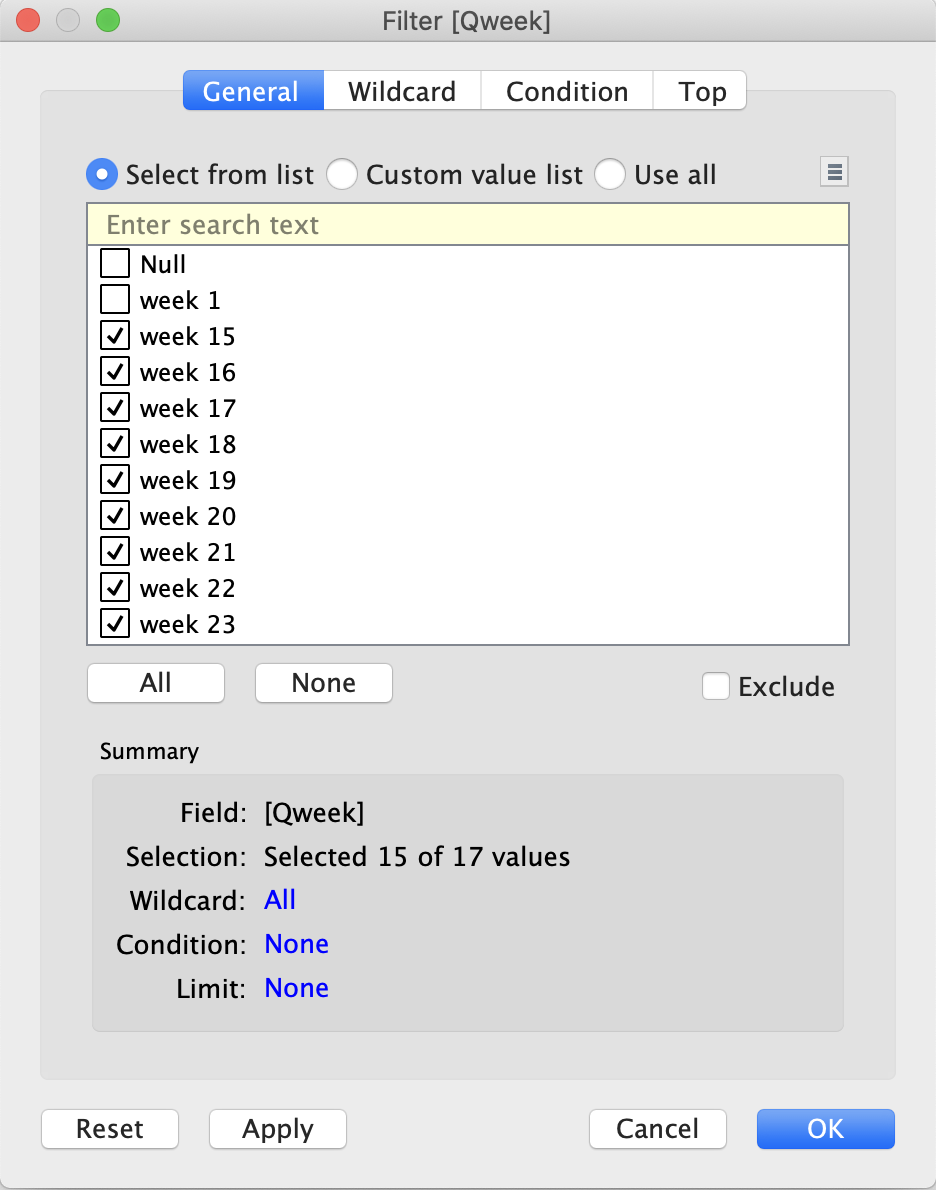 Filter [Qweek]
General Wildcard Condition Top
Select from list Custom value list Use all
Enter search text
Null
week 1
week 15
week 16
week 17
week 18
week 19
week 20
week 21
week 22
week 23
All None Exclude
Summary
Field: [Qweek]
Selection: Selected 15 of 17 values
Wildcard: All
Condition: None
Limit: None
Reset Apply Cancel OK